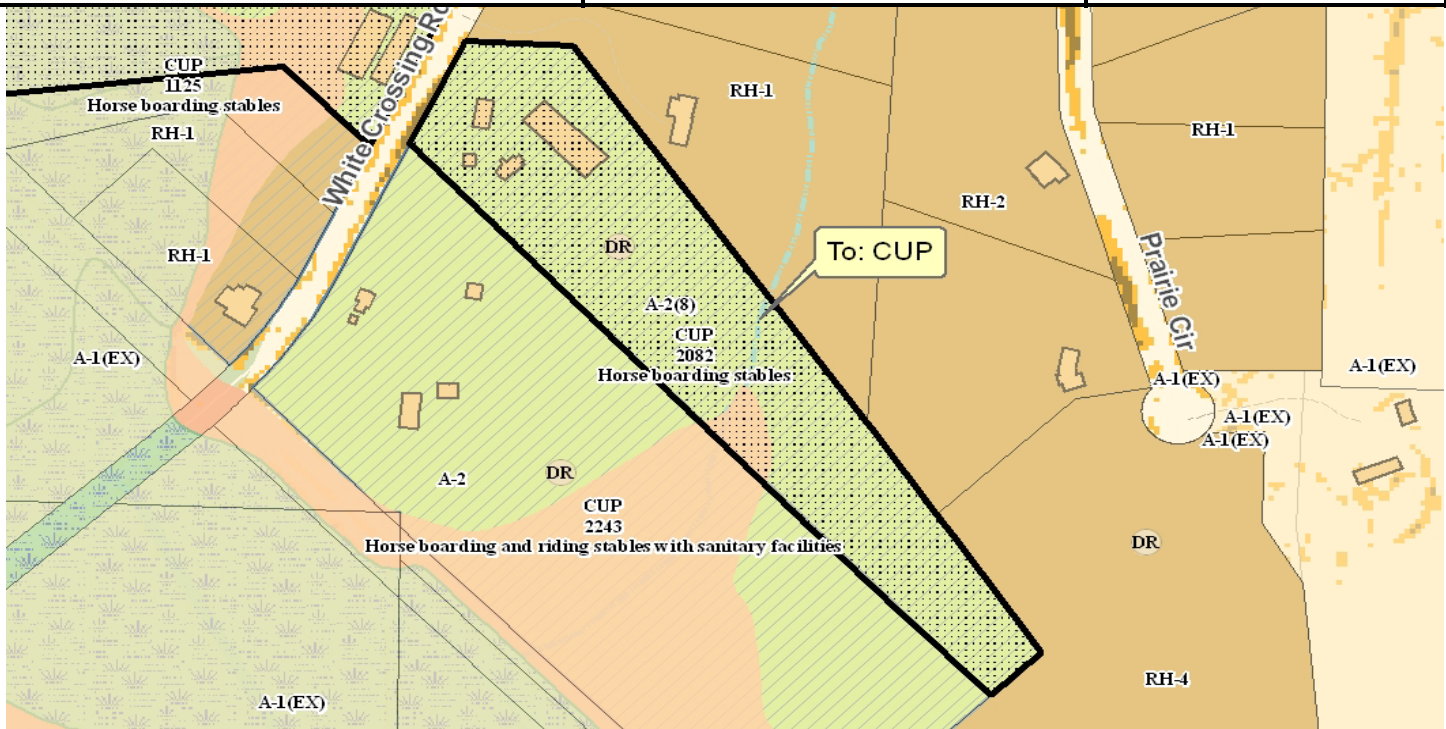 CUP
1125
Horse boarding stables
RH-1
White Crossing Ro
RH-1
RH-1
RH-1
RH-2
DR
To: CUP
A-2(8)
CUP
2082
Horse boarding stables
Prairie Cir
A-1(EX)
A-1(EX)
A-1(EX)
A-1(EX)
A-1(EX)
A-2
DR
CUP
2243
Horse boarding and riding stables with sanitary facilities
DR
RH-4
A-1(EX)